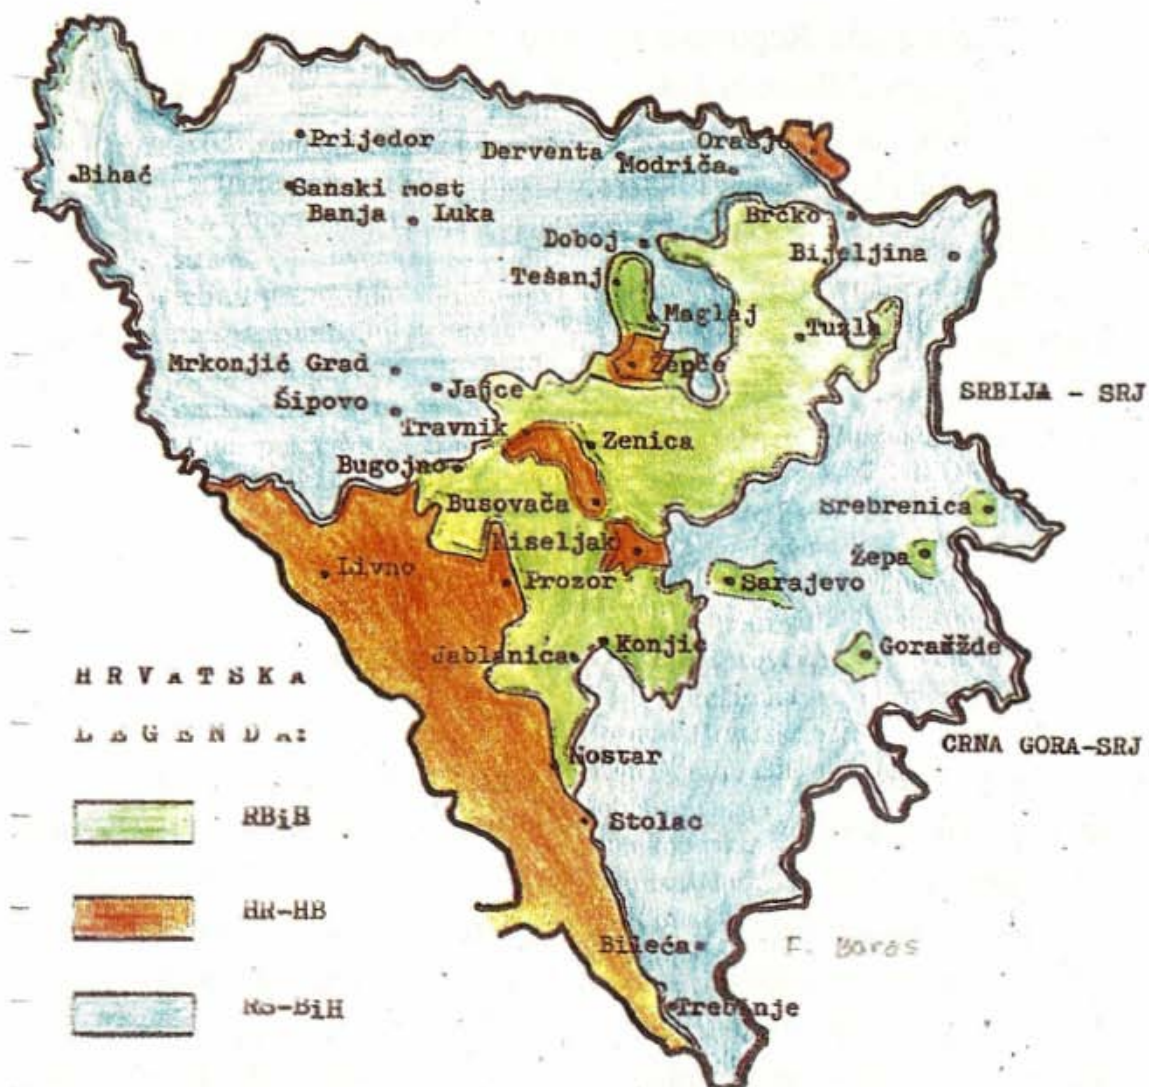 Prijedor
Orašje
Derventa
Modriča
Bihać
Sanski most
Banja Luka
Brčko
Doboj
Bijeljina
Tešanj
Maglaj
Tuzla
Žepče
Mrkonjić Grad
Jajce
Šipovo
SRBIJA - SRJ
Travnik
Zenica
Bugojno
Busovača
Srebrenica
Kiseljak
Žepa
Livno
Prozor
Sarajevo
Konjic
Jablanica
Goražde
HRVATSKA
LEGENDA:
CRNA GORA-SRJ
Mostar
RBiH
Stolac
HR-HB
Bileća
RS-BiH
Trebinje